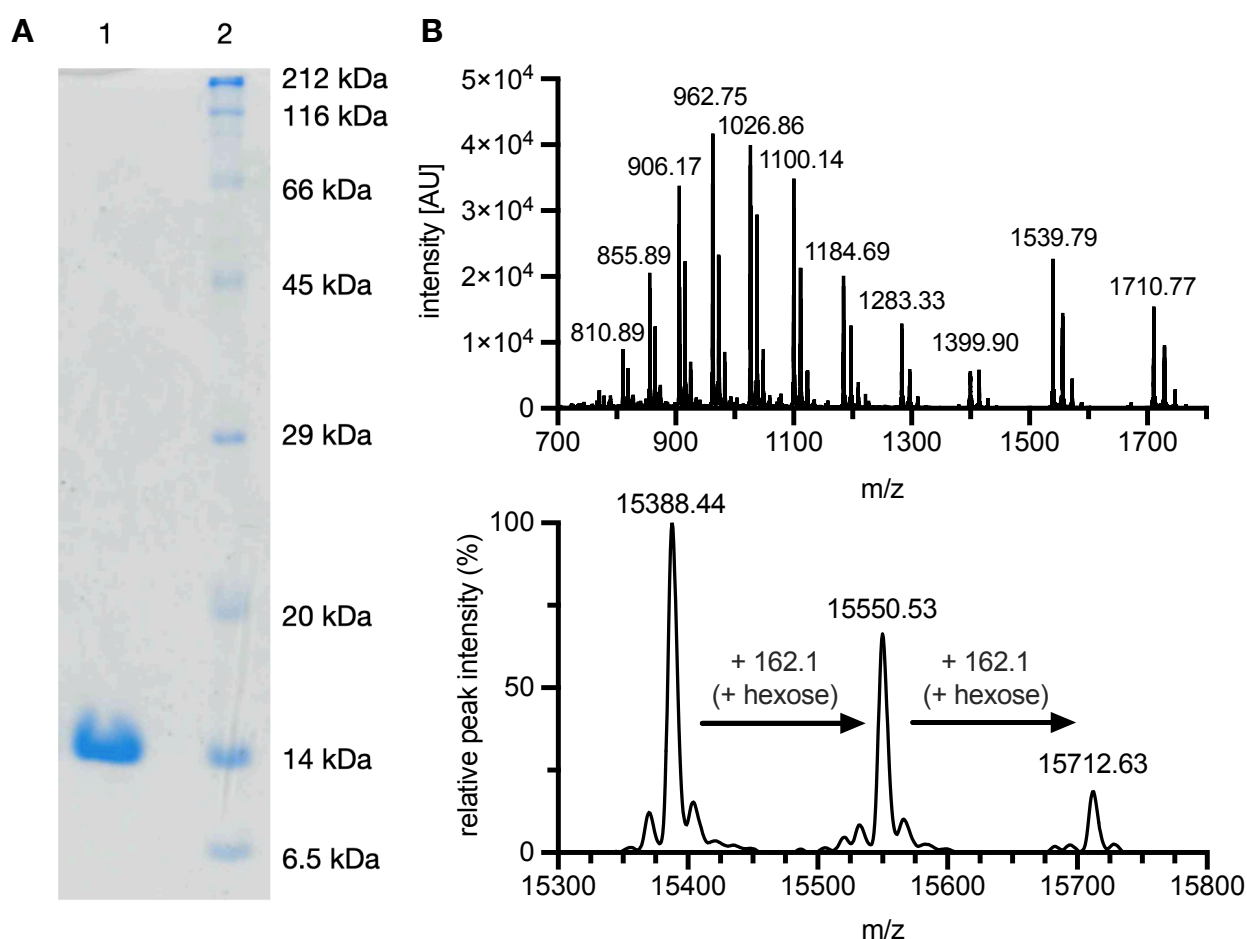 A
1 2
212 kDa
116 kDa
66 kDa
45 kDa
29 kDa
20 kDa
14 kDa
6.5 kDa
B
5×10⁴
4×10⁴
3×10⁴
2×10⁴
1×10⁴
0
intensity [AU]
810.89
855.89
906.17
962.75
1026.86
1100.14
1184.69
1283.33
1399.90
1539.79
1710.77
700 900 1100 1300 1500 1700
m/z
100
50
0
relative peak intensity (%)
15388.44
+ 162.1
(+ hexose)
15550.53
+ 162.1
(+ hexose)
15712.63
15300 15400 15500 15600 15700 15800
m/z